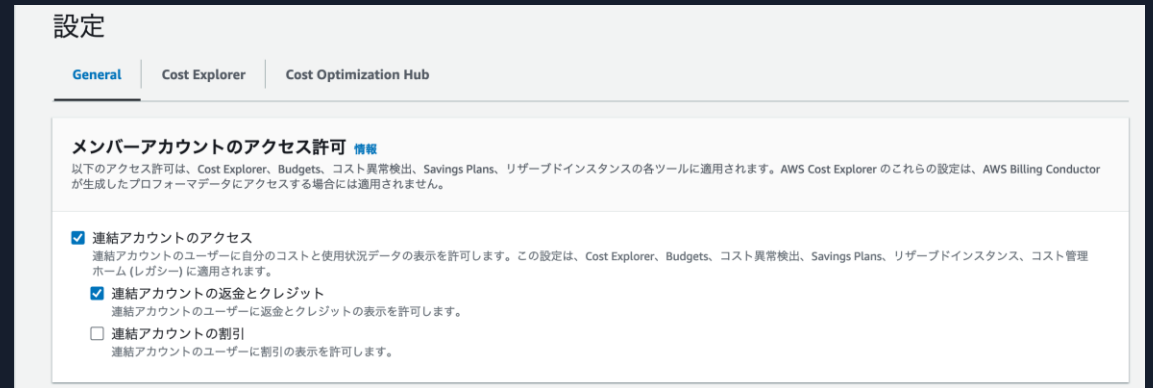 設定
General
Cost Explorer
Cost Optimization Hub
メンバーアカウントのアクセス許可 情報
以下のアクセス許可は、Cost Explorer、Budgets、コスト異常検出、Savings Plans、リザーブドインスタンスの各ツールに適用されます。AWS Cost Explorer のこれらの設定は、AWS Billing Conductor
が生成したプロフォーマデータにアクセスする場合には適用されません。
連結アカウントのアクセス
連結アカウントのユーザーに自分のコストと使用状況データの表示を許可します。この設定は、Cost Explorer、Budgets、コスト異常検出、Savings Plans、リザーブドインスタンス、コスト管理
ホーム (レガシー) に適用されます。
連結アカウントの返金とクレジット
連結アカウントのユーザーに返金とクレジットの表示を許可します。
連結アカウントの割引
連結アカウントのユーザーに割引の表示を許可します。